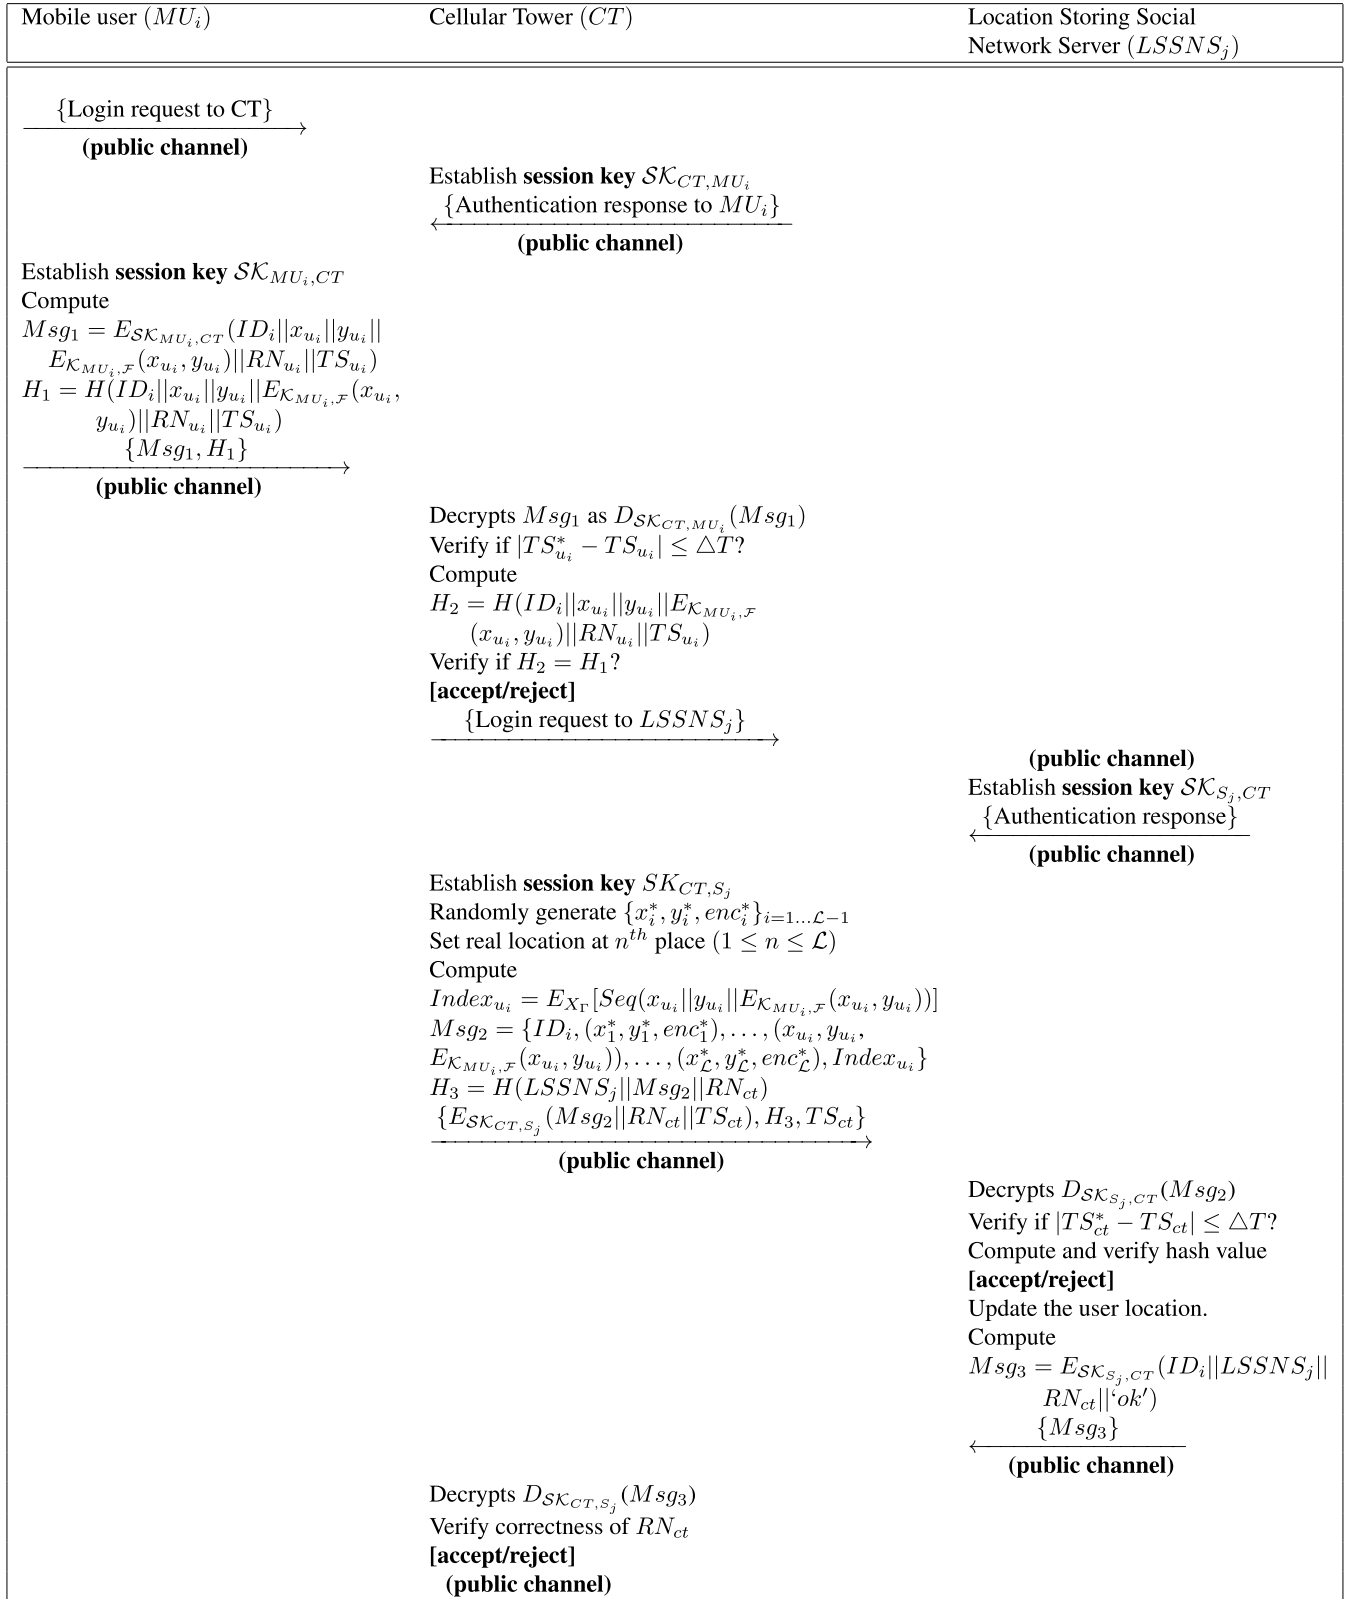 Mobile user (MU_i)
Cellular Tower (CT)
Location Storing Social
Network Server (LSSNS_j)
{Login request to CT}
(public channel)
Establish session key SK_{CT,MU_i}
{Authentication response to MU_i}
(public channel)
Establish session key SK_{MU_i,CT}
Compute
Msg_1 = E_{SK_{MU_i,CT}}(ID_i||x_{u_i}||y_{u_i}||
E_{K_{MU_i,F}}(x_{u_i}, y_{u_i})||RN_{u_i}||TS_{u_i})
H_1 = H(ID_i||x_{u_i}||y_{u_i}||E_{K_{MU_i,F}}(x_{u_i},
y_{u_i})||RN_{u_i}||TS_{u_i})
{Msg_1, H_1}
(public channel)
Decrypts Msg_1 as D_{SK_{CT,MU_i}}(Msg_1)
Verify if |TS*_{u_i} − TS_{u_i}| ≤ △T?
Compute
H_2 = H(ID_i||x_{u_i}||y_{u_i}||E_{K_{MU_i,F}}
(x_{u_i}, y_{u_i})||RN_{u_i}||TS_{u_i})
Verify if H_2 = H_1?
[accept/reject]
{Login request to LSSNS_j}
(public channel)
Establish session key SK_{S_j,CT}
{Authentication response}
(public channel)
Establish session key SK_{CT,S_j}
Randomly generate {x*_i, y*_i, enc*_i}_{i=1...L−1}
Set real location at n^{th} place (1 ≤ n ≤ L)
Compute
Index_{u_i} = E_{X_Γ}[Seq(x_{u_i}||y_{u_i}||E_{K_{MU_i,F}}(x_{u_i}, y_{u_i}))]
Msg_2 = {ID_i, (x*_1, y*_1, enc*_1), . . . , (x_{u_i}, y_{u_i},
E_{K_{MU_i,F}}(x_{u_i}, y_{u_i})), . . . , (x*_L, y*_L, enc*_L), Index_{u_i}}
H_3 = H(LSSNS_j||Msg_2||RN_{ct})
{E_{SK_{CT,S_j}}(Msg_2||RN_{ct}||TS_{ct}), H_3, TS_{ct}}
(public channel)
Decrypts D_{SK_{S_j,CT}}(Msg_2)
Verify if |TS*_{ct} − TS_{ct}| ≤ △T?
Compute and verify hash value
[accept/reject]
Update the user location.
Compute
Msg_3 = E_{SK_{S_j,CT}}(ID_i||LSSNS_j||
RN_{ct}||‘ok′)
{Msg_3}
(public channel)
Decrypts D_{SK_{CT,S_j}}(Msg_3)
Verify correctness of RN_{ct}
[accept/reject]
(public channel)